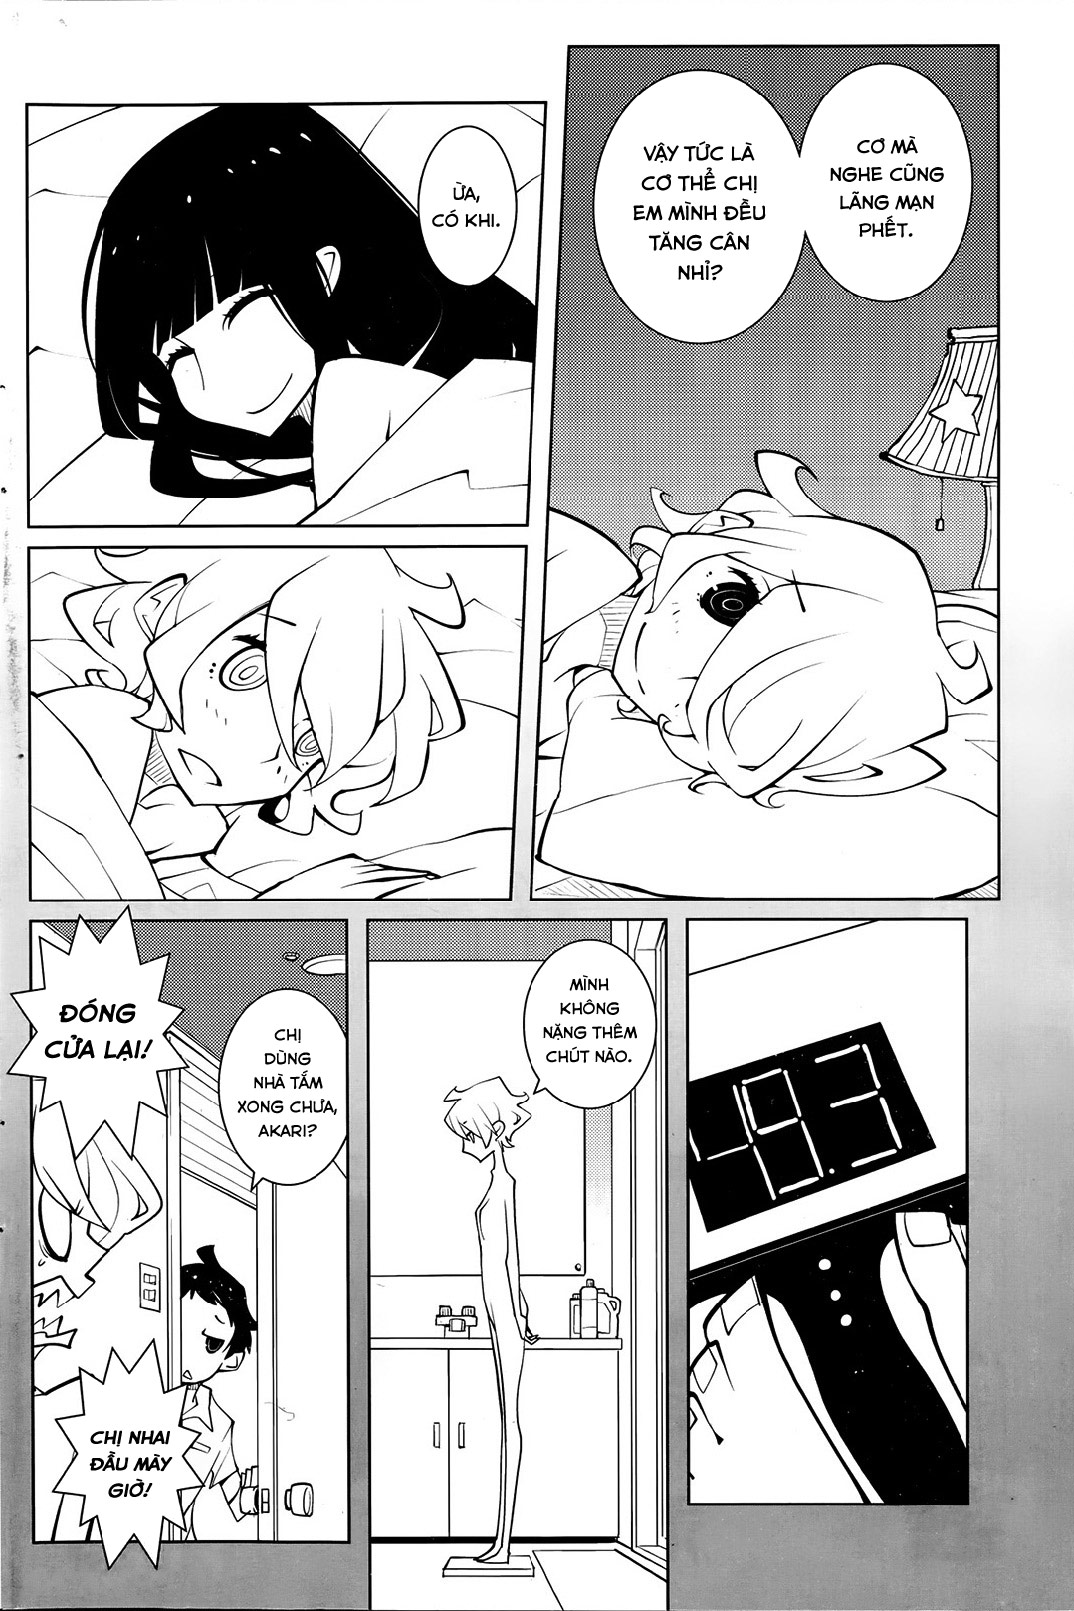 CƠ MÀ
NGHE CŨNG
LÃNG MẠN
PHẾT.
VẬY TỨC LÀ
CƠ THỂ CHỊ
EM MÌNH ĐỀU
TĂNG CÂN
NHỈ?
ỪA,
CÓ KHI.
43.2
MÌNH
KHÔNG
NẶNG THÊM
CHÚT NÀO.
CHỊ
DÙNG
NHÀ TẮM
XONG CHƯA,
AKARI?
ĐÓNG
CỬA LẠI!
CHỊ NHAI
ĐẦU MÀY
GIỜ!